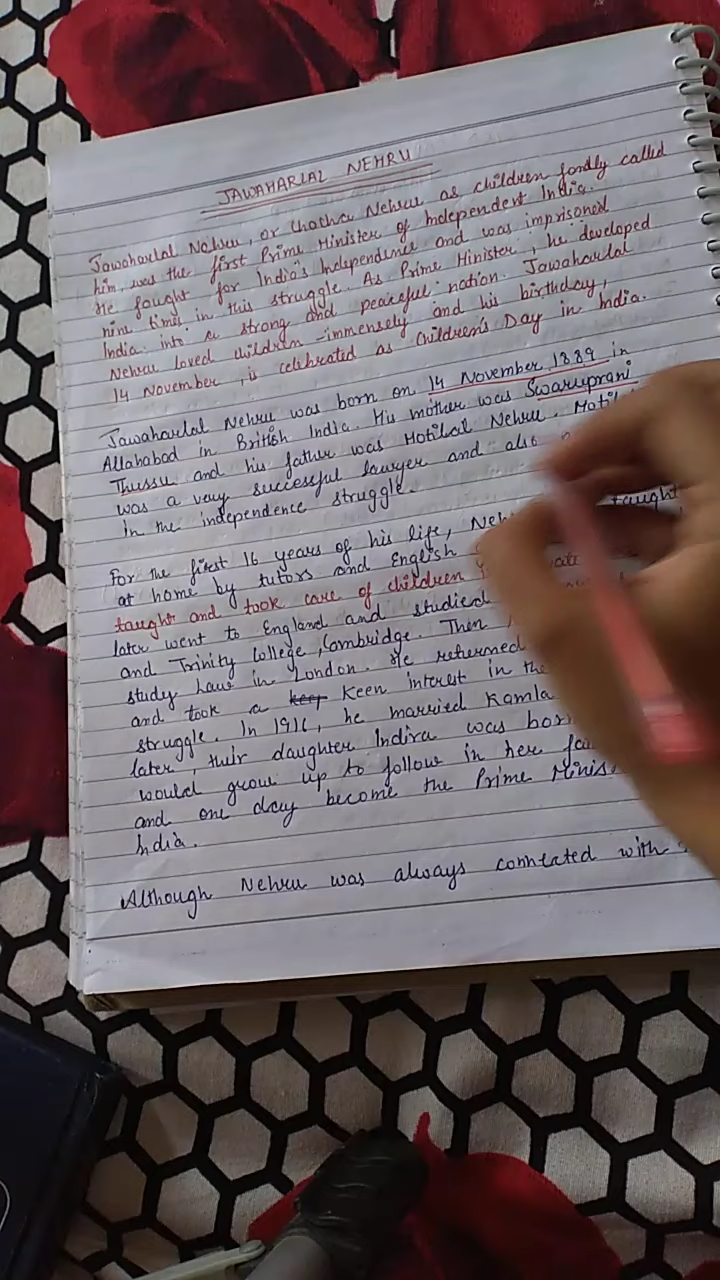 JAWAHARLAL NEHRU
Jawaharlal Nehru, or Chacha Nehru as children fondly called
him, was the first Prime Minister of Independent India.
He fought for India's Independence and was imprisoned
nine times in this struggle. As Prime Minister, he developed
India into a strong and peaceful nation. Jawaharlal
Nehru loved children immensely and his birthday,
14 November, is celebrated as Children's Day in India.
Jawaharlal Nehru was born on 14 November 1889 in
Allahabad in British India. His mother was Swaruprani
Thussu and his father was Motilal Nehru. Motil
was a very successful lawyer and also
in the independence struggle.
For the first 16 years of his life, Neh taught
at home by tutors and English
taught and took care of children
later went to England and studied
and Trinity College, Cambridge. Then
study Law in London. He returned
and took a keen interest in the
struggle. In 1916, he married Kamla
later, their daughter Indira was born
would grow up to follow in her
and one day become the Prime Minis
India.
Although Nehru was always connected with